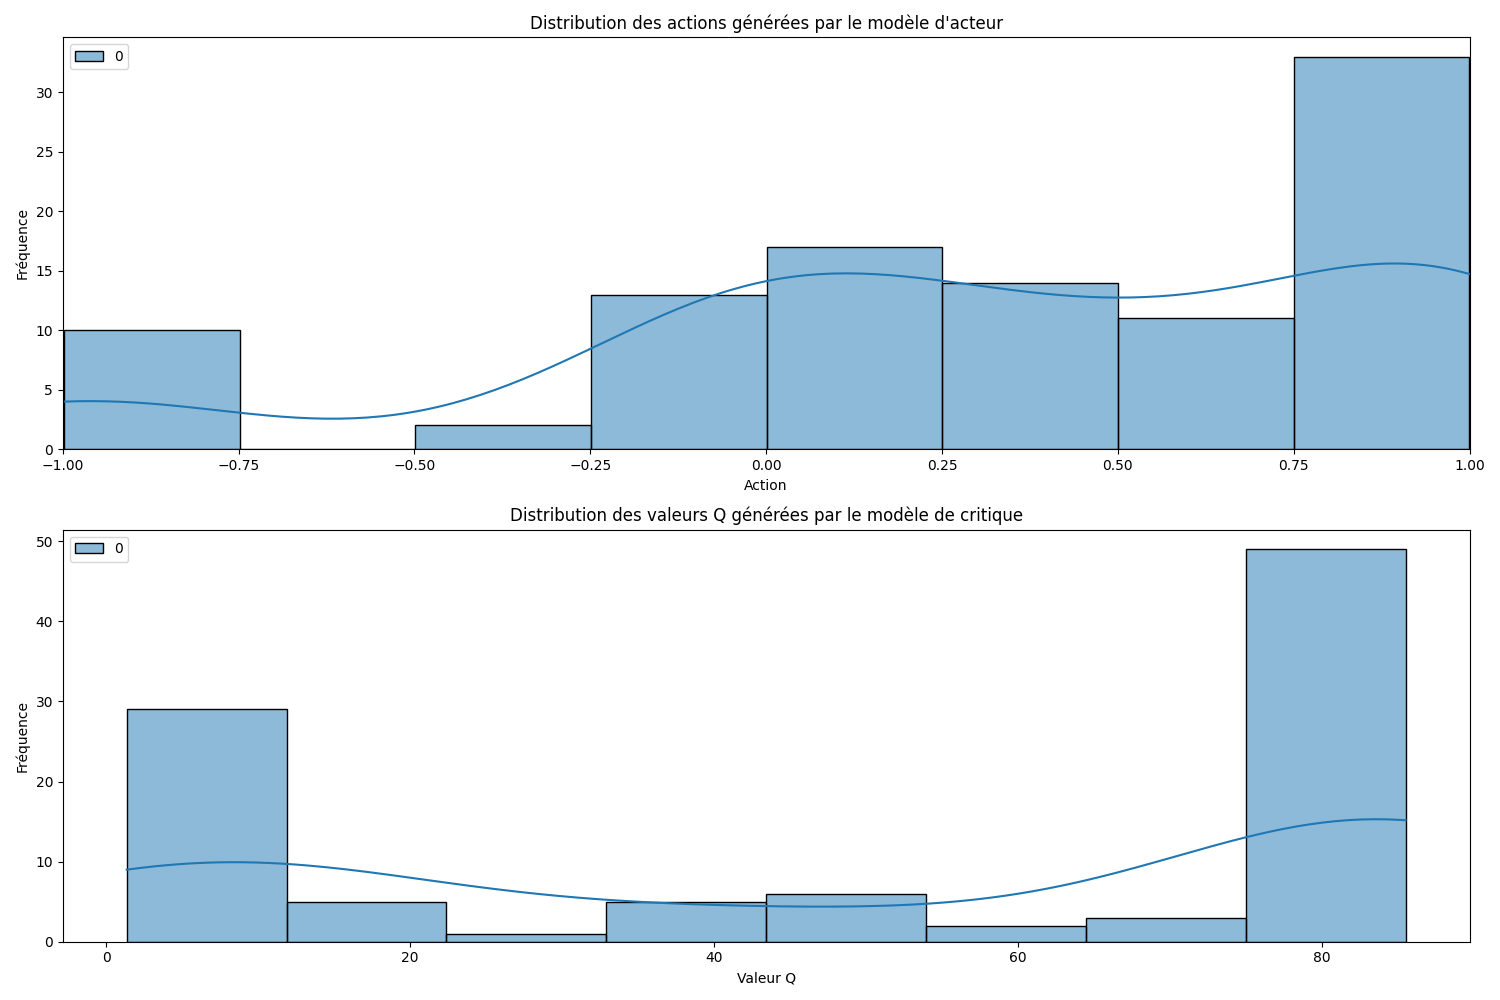 Distribution des actions générées par le modèle d'acteur
0
30
25
20
15
10
5
0
Fréquence
−1.00 −0.75 −0.50 −0.25 0.00 0.25 0.50 0.75 1.00
Action
Distribution des valeurs Q générées par le modèle de critique
0
50
40
30
20
10
0
Fréquence
0 20 40 60 80
Valeur Q